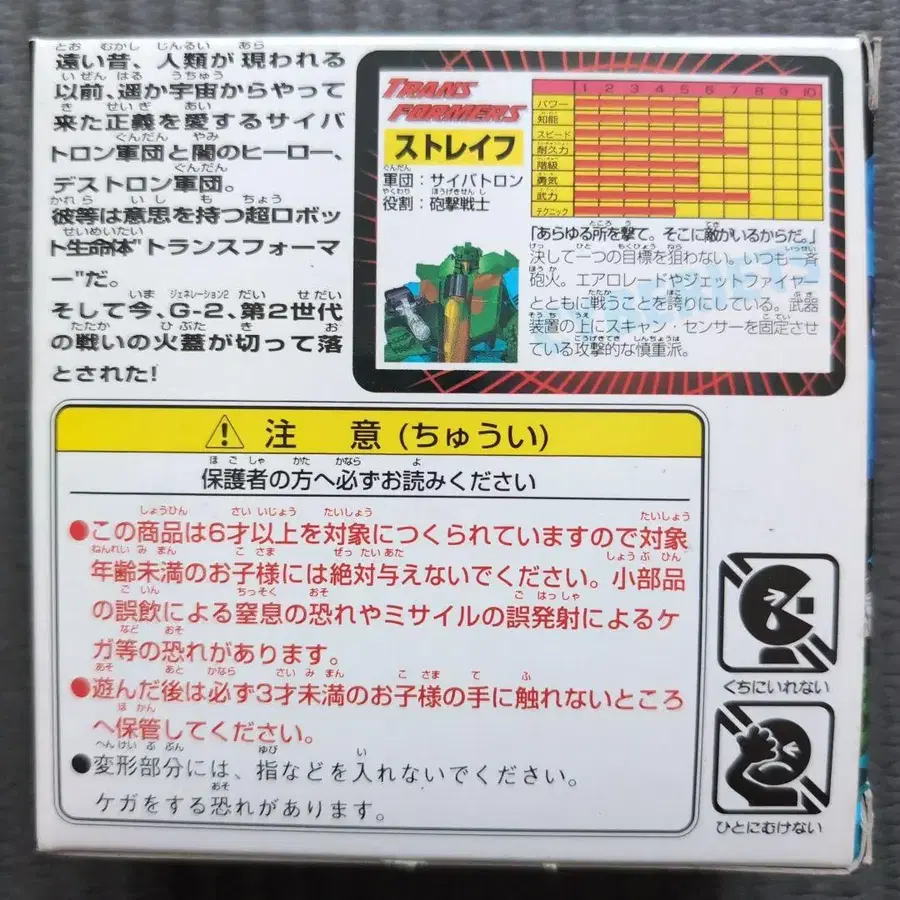 遠い昔、人類が現われる
以前、遥か宇宙からやって
来た正義を愛するサイバ
トロン軍団と闇のヒーロー、
デストロン軍団。
彼等は意思を持つ超ロボッ
ト生命体"トランスフォーマ
ー"だ。
そして今、G-2、第2世代
の戦いの火蓋が切って落
とされた!
TRANS
FORMERS
ストレイフ
軍団：サイバトロン
役割：砲撃戦士
1 2 3 4 5 6 7 8 9 10
パワー
知能
スピード
耐久力
階級
勇気
武力
テクニック
「あらゆる所を撃て。そこに敵がいるからだ。」
決して一つの目標を狙わない。いつも一斉
砲火。エアロレードやジェットファイヤー
とともに戦うことを誇りにしている。武器
装置の上にスキャン・センサーを固定させ
ている攻撃的な慎重派。
注 意 (ちゅうい)
保護者の方へ必ずお読みください
●この商品は6才以上を対象につくられていますので対象
年齢未満のお子様には絶対与えないでください。小部品
の誤飲による窒息の恐れやミサイルの誤発射によるケ
ガ等の恐れがあります。
●遊んだ後は必ず3才未満のお子様の手に触れないところ
へ保管してください。
●変形部分には、指などを入れないでください。
ケガをする恐れがあります。
くちにいれない
ひとにむけない